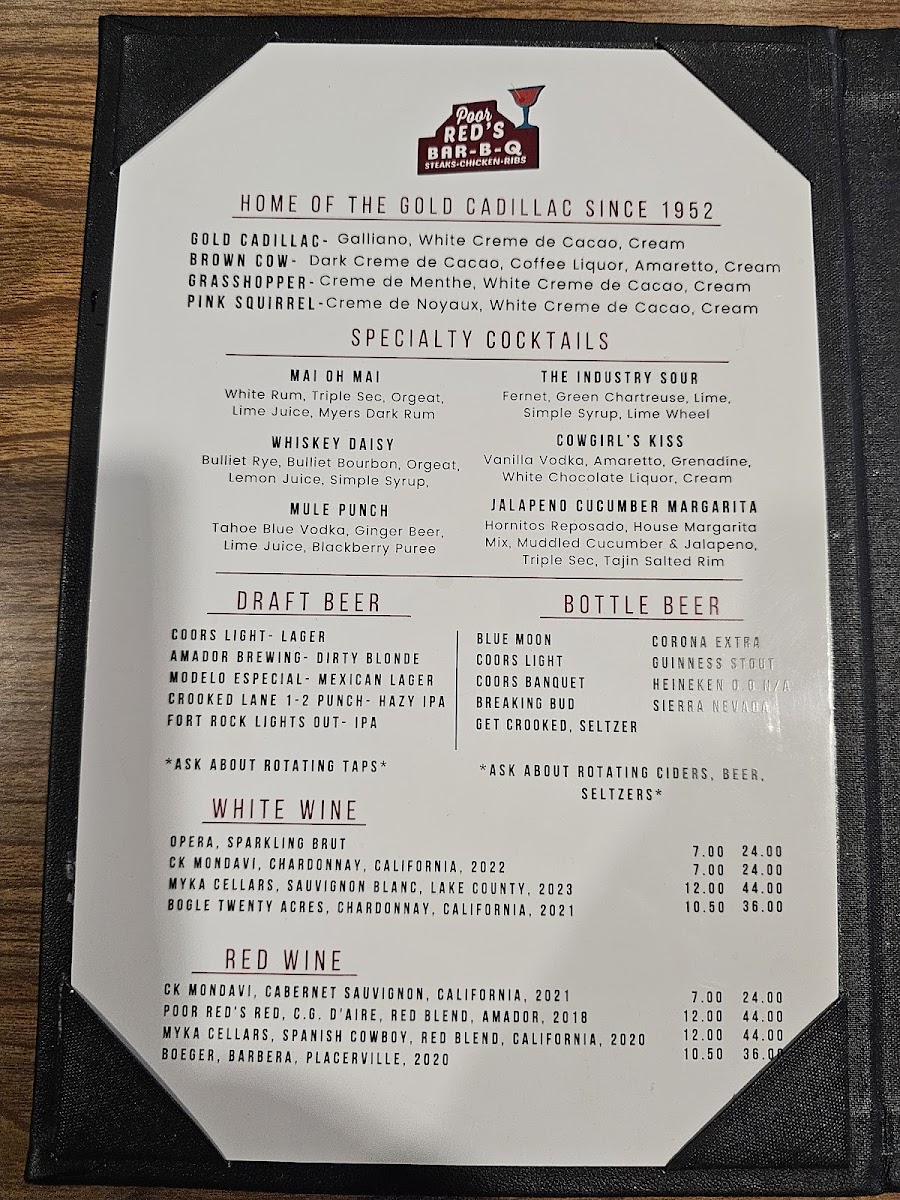 Poor
RED'S
BAR-B-Q
STEAKS•CHICKEN•RIBS
HOME OF THE GOLD CADILLAC SINCE 1952
GOLD CADILLAC- Galliano, White Creme de Cacao, Cream
BROWN COW- Dark Creme de Cacao, Coffee Liquor, Amaretto, Cream
GRASSHOPPER- Creme de Menthe, White Creme de Cacao, Cream
PINK SQUIRREL-Creme de Noyaux, White Creme de Cacao, Cream
SPECIALTY COCKTAILS
MAI OH MAI
White Rum, Triple Sec, Orgeat,
Lime Juice, Myers Dark Rum
WHISKEY DAISY
Bulliet Rye, Bulliet Bourbon, Orgeat,
Lemon Juice, Simple Syrup,
MULE PUNCH
Tahoe Blue Vodka, Ginger Beer,
Lime Juice, Blackberry Puree
THE INDUSTRY SOUR
Fernet, Green Chartreuse, Lime,
Simple Syrup, Lime Wheel
COWGIRL'S KISS
Vanilla Vodka, Amaretto, Grenadine,
White Chocolate Liquor, Cream
JALAPENO CUCUMBER MARGARITA
Hornitos Reposado, House Margarita
Mix, Muddled Cucumber & Jalapeno,
Triple Sec, Tajin Salted Rim
DRAFT BEER
COORS LIGHT- LAGER
AMADOR BREWING- DIRTY BLONDE
MODELO ESPECIAL- MEXICAN LAGER
CROOKED LANE 1-2 PUNCH- HAZY IPA
FORT ROCK LIGHTS OUT- IPA
*ASK ABOUT ROTATING TAPS*
BOTTLE BEER
BLUE MOON
COORS LIGHT
COORS BANQUET
BREAKING BUD
GET CROOKED, SELTZER
CORONA EXTRA
GUINNESS STOUT
HEINEKEN 0.0 N/A
SIERRA NEVADA
*ASK ABOUT ROTATING CIDERS, BEER,
SELTZERS*
WHITE WINE
OPERA, SPARKLING BRUT 7.00 24.00
CK MONDAVI, CHARDONNAY, CALIFORNIA, 2022 7.00 24.00
MYKA CELLARS, SAUVIGNON BLANC, LAKE COUNTY, 2023 12.00 44.00
BOGLE TWENTY ACRES, CHARDONNAY, CALIFORNIA, 2021 10.50 36.00
RED WINE
CK MONDAVI, CABERNET SAUVIGNON, CALIFORNIA, 2021 7.00 24.00
POOR RED'S RED, C.G. D'AIRE, RED BLEND, AMADOR, 2018 12.00 44.00
MYKA CELLARS, SPANISH COWBOY, RED BLEND, CALIFORNIA, 2020 12.00 44.00
BOEGER, BARBERA, PLACERVILLE, 2020 10.50 36.00